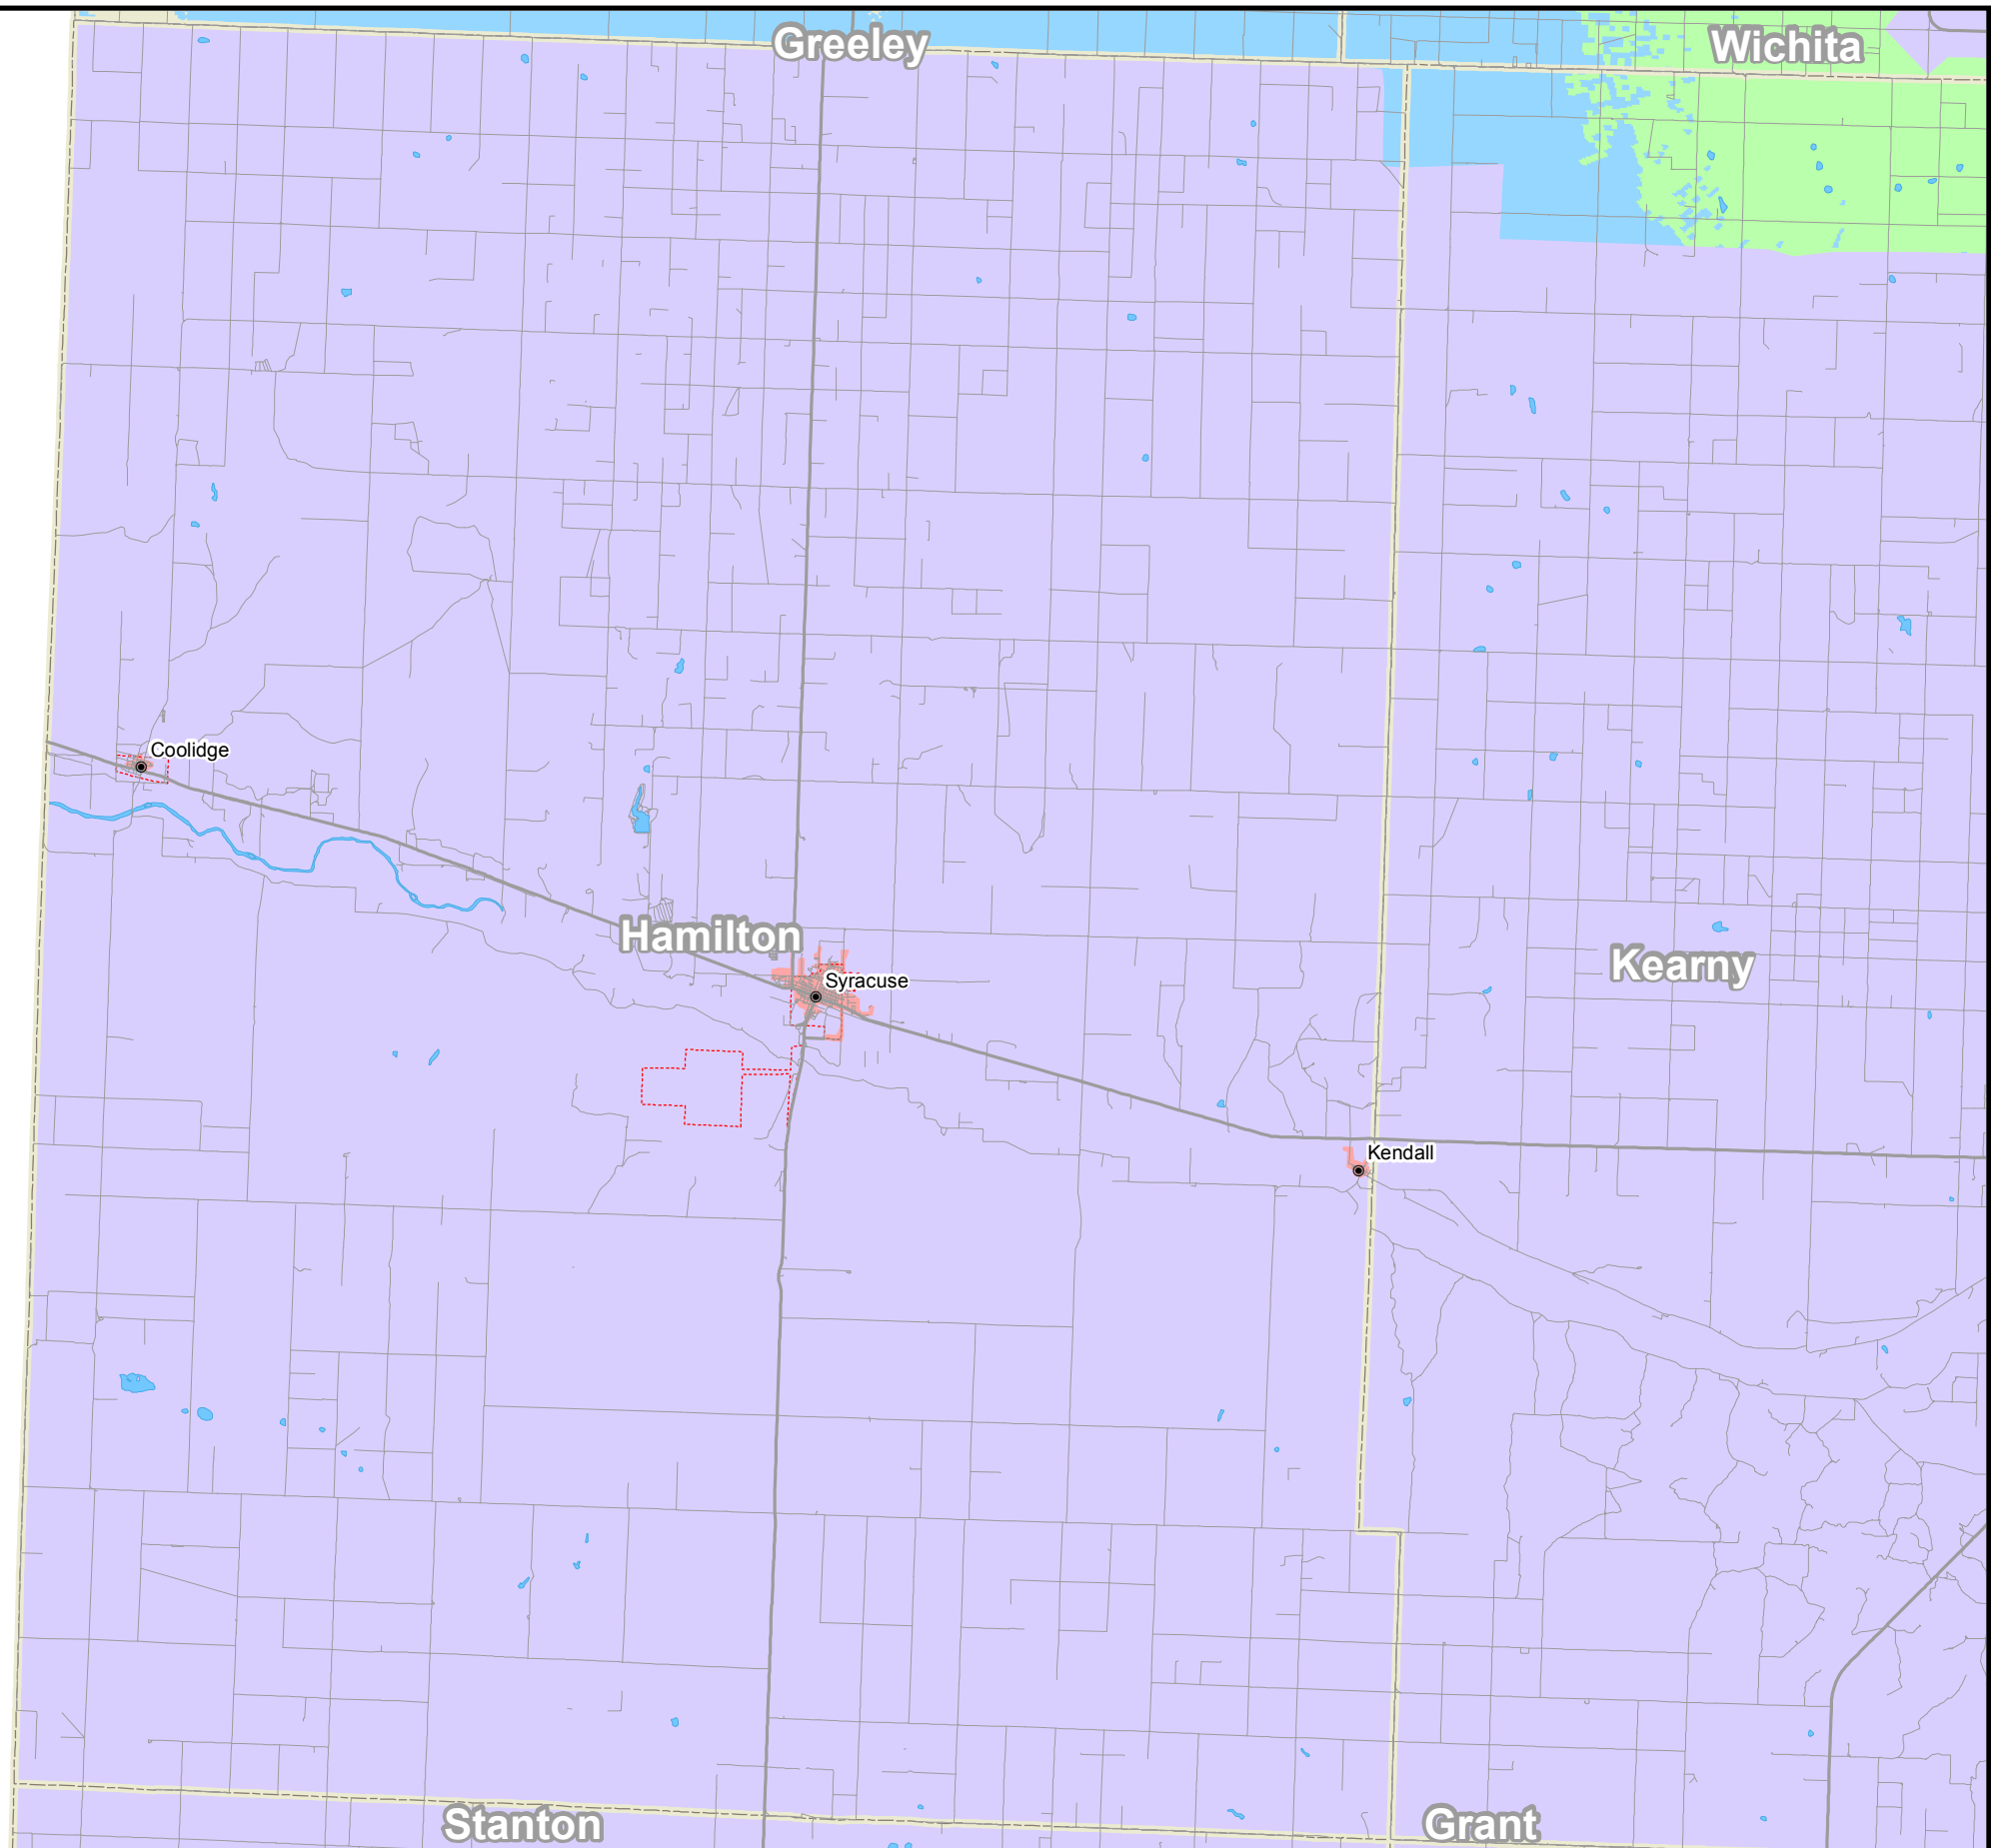 Greeley
Wichita
Coolidge
Hamilton
Syracuse
Kearny
Kendall
Stanton
Grant